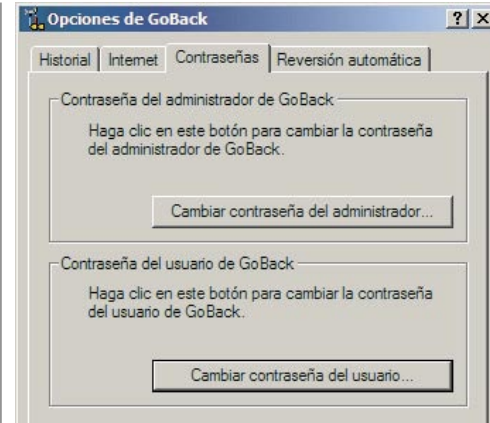 Opciones de GoBack
Historial Internet Contraseñas Reversión automática
Contraseña del administrador de GoBack
Haga clic en este botón para cambiar la contraseña
del administrador de GoBack.
Cambiar contraseña del administrador...
Contraseña del usuario de GoBack
Haga clic en este botón para cambiar la contraseña
del usuario de GoBack.
Cambiar contraseña del usuario...